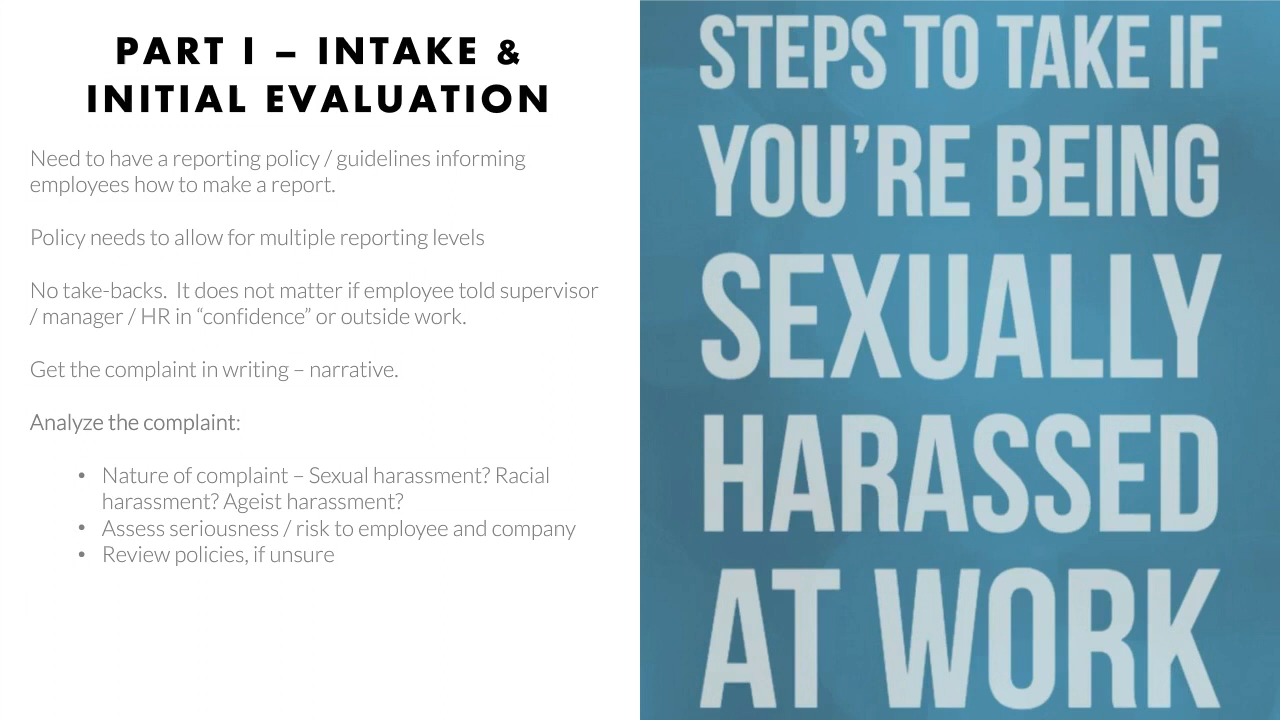 PART I – INTAKE &
INITIAL EVALUATION
Need to have a reporting policy / guidelines informing
employees how to make a report.
Policy needs to allow for multiple reporting levels
No take-backs.  It does not matter if employee told supervisor
/ manager / HR in “confidence” or outside work.
Get the complaint in writing – narrative.
Analyze the complaint:
• Nature of complaint – Sexual harassment? Racial
harassment? Ageist harassment?
• Assess seriousness / risk to employee and company
• Review policies, if unsure
STEPS TO TAKE IF
YOU’RE BEING
SEXUALLY
HARASSED
AT WORK